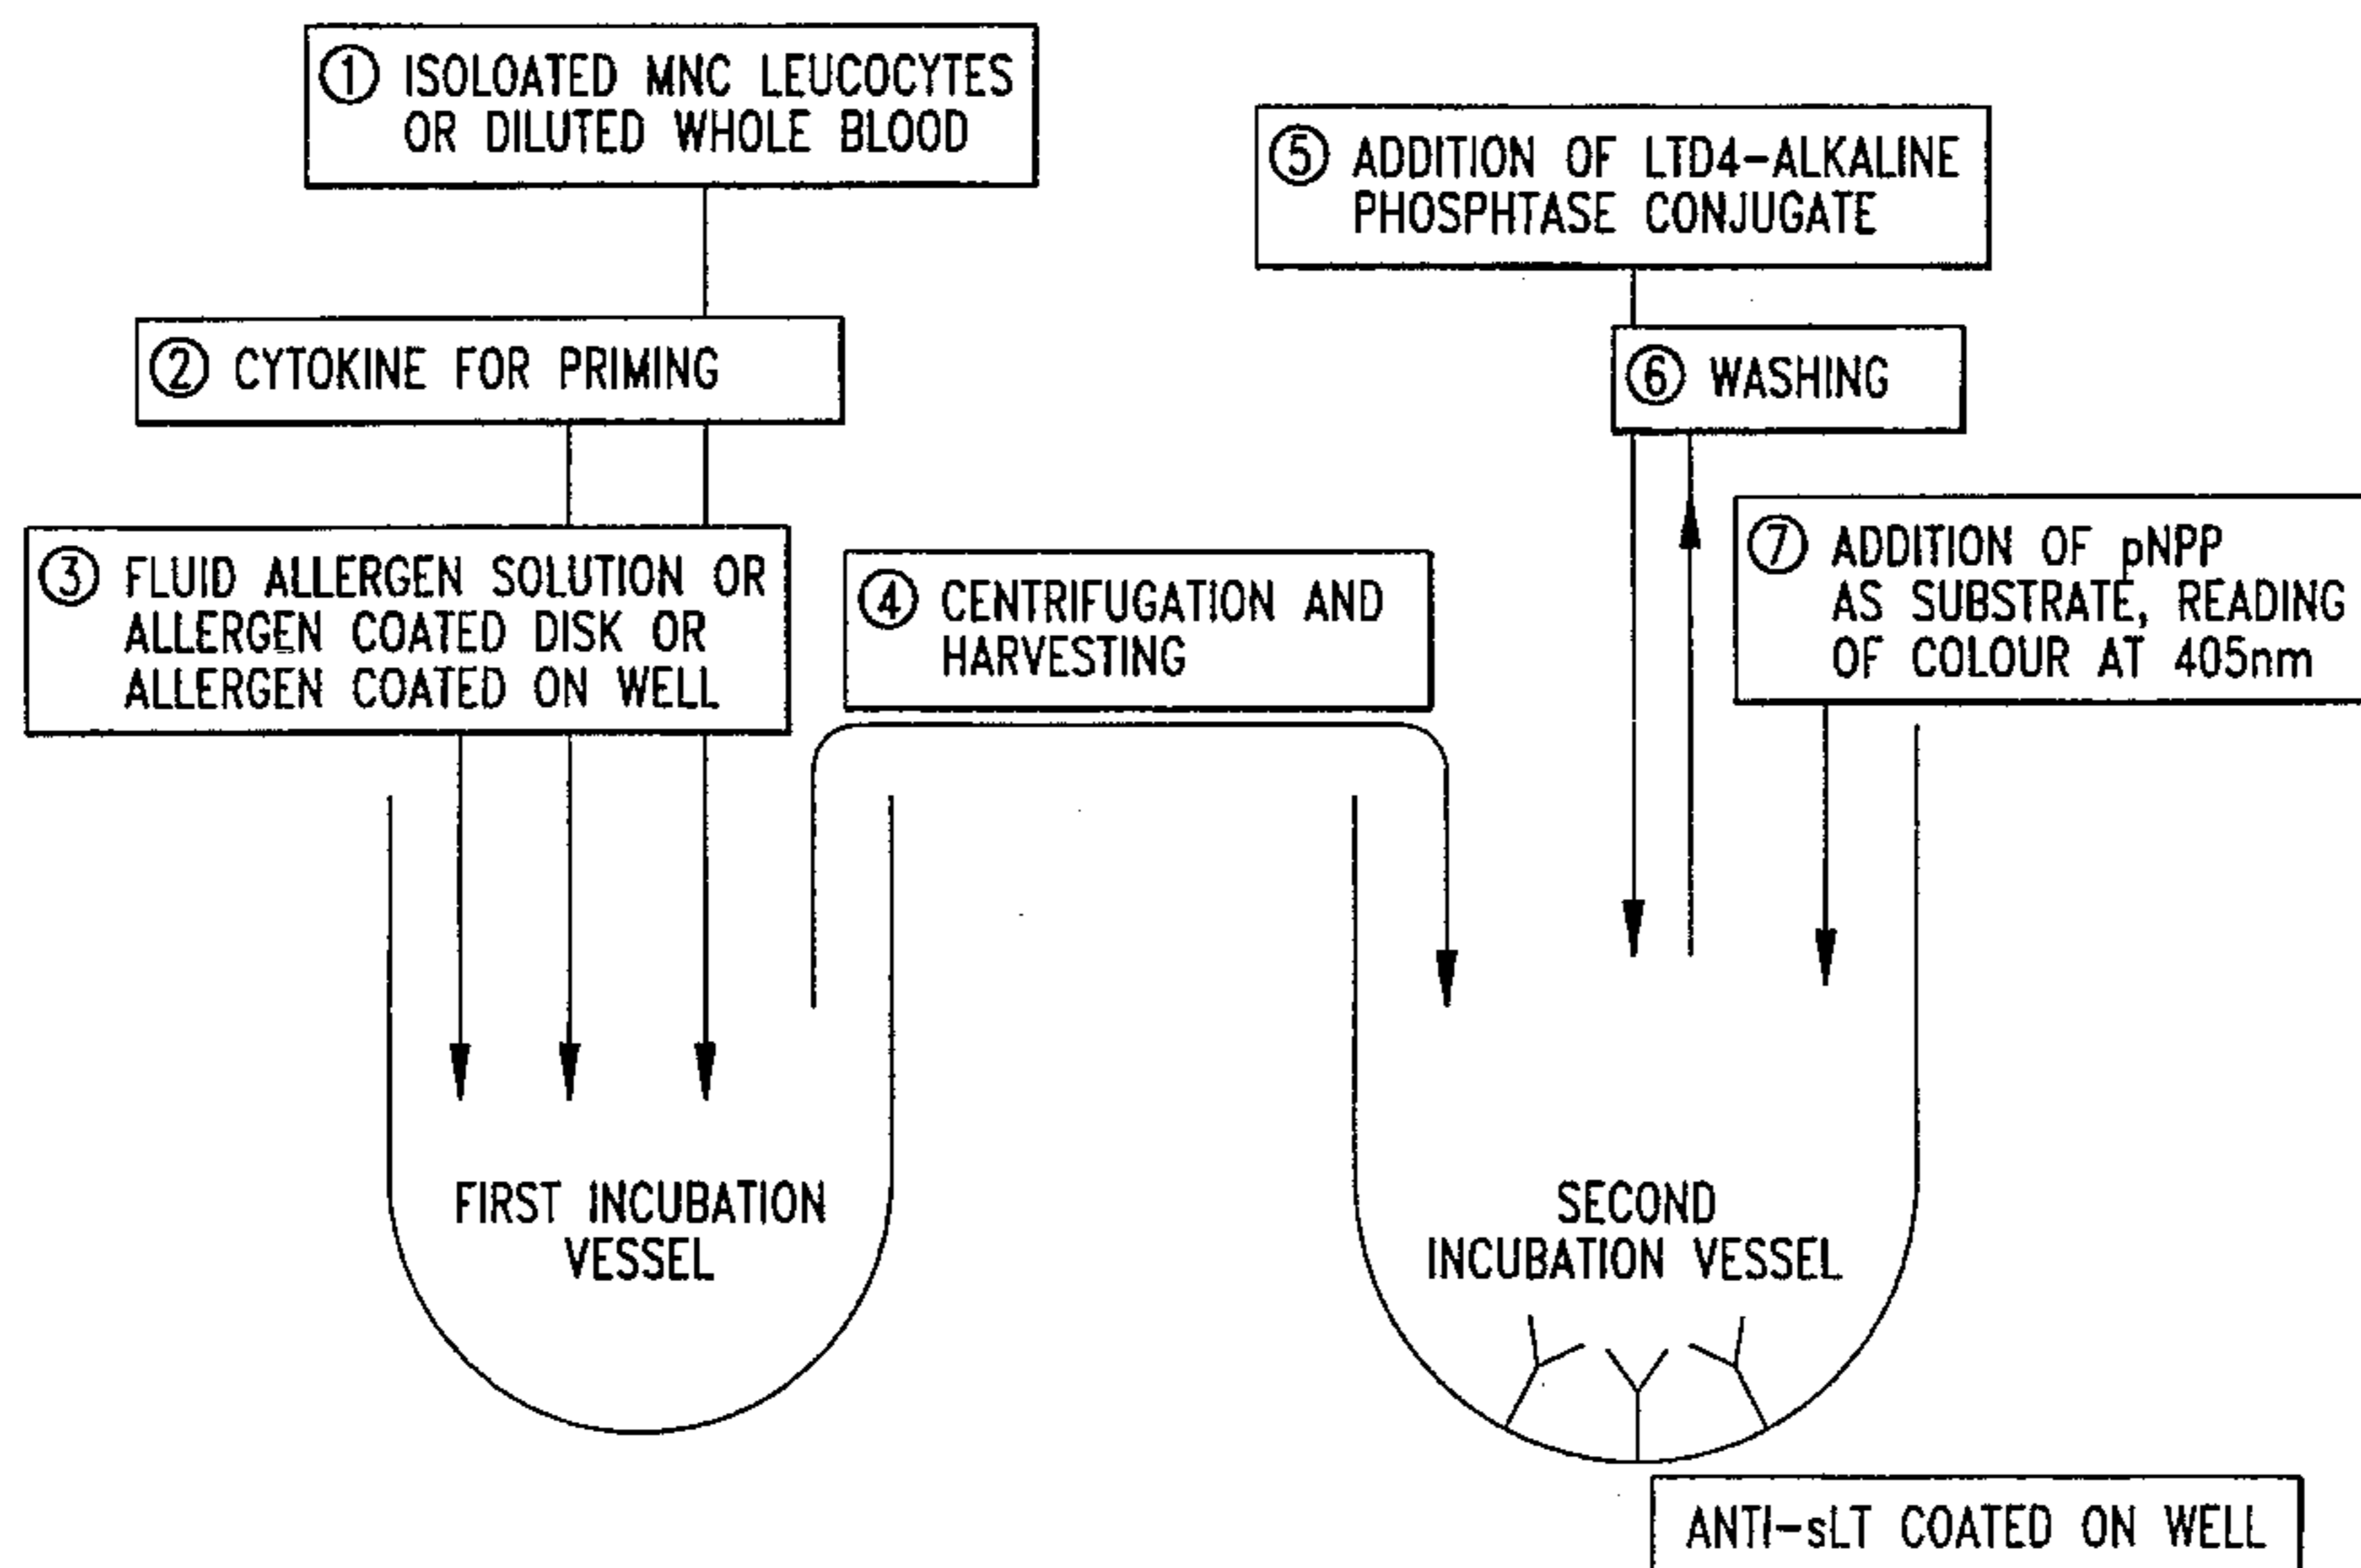 ① ISOLOATED MNC LEUCOCYTES
OR DILUTED WHOLE BLOOD
② CYTOKINE FOR PRIMING
③ FLUID ALLERGEN SOLUTION OR
ALLERGEN COATED DISK OR
ALLERGEN COATED ON WELL
④ CENTRIFUGATION AND
HARVESTING
⑤ ADDITION OF LTD4-ALKALINE
PHOSPHTASE CONJUGATE
⑥ WASHING
⑦ ADDITION OF pNPP
AS SUBSTRATE, READING
OF COLOUR AT 405nm
FIRST INCUBATION
VESSEL
SECOND
INCUBATION VESSEL
ANTI-sLT COATED ON WELL